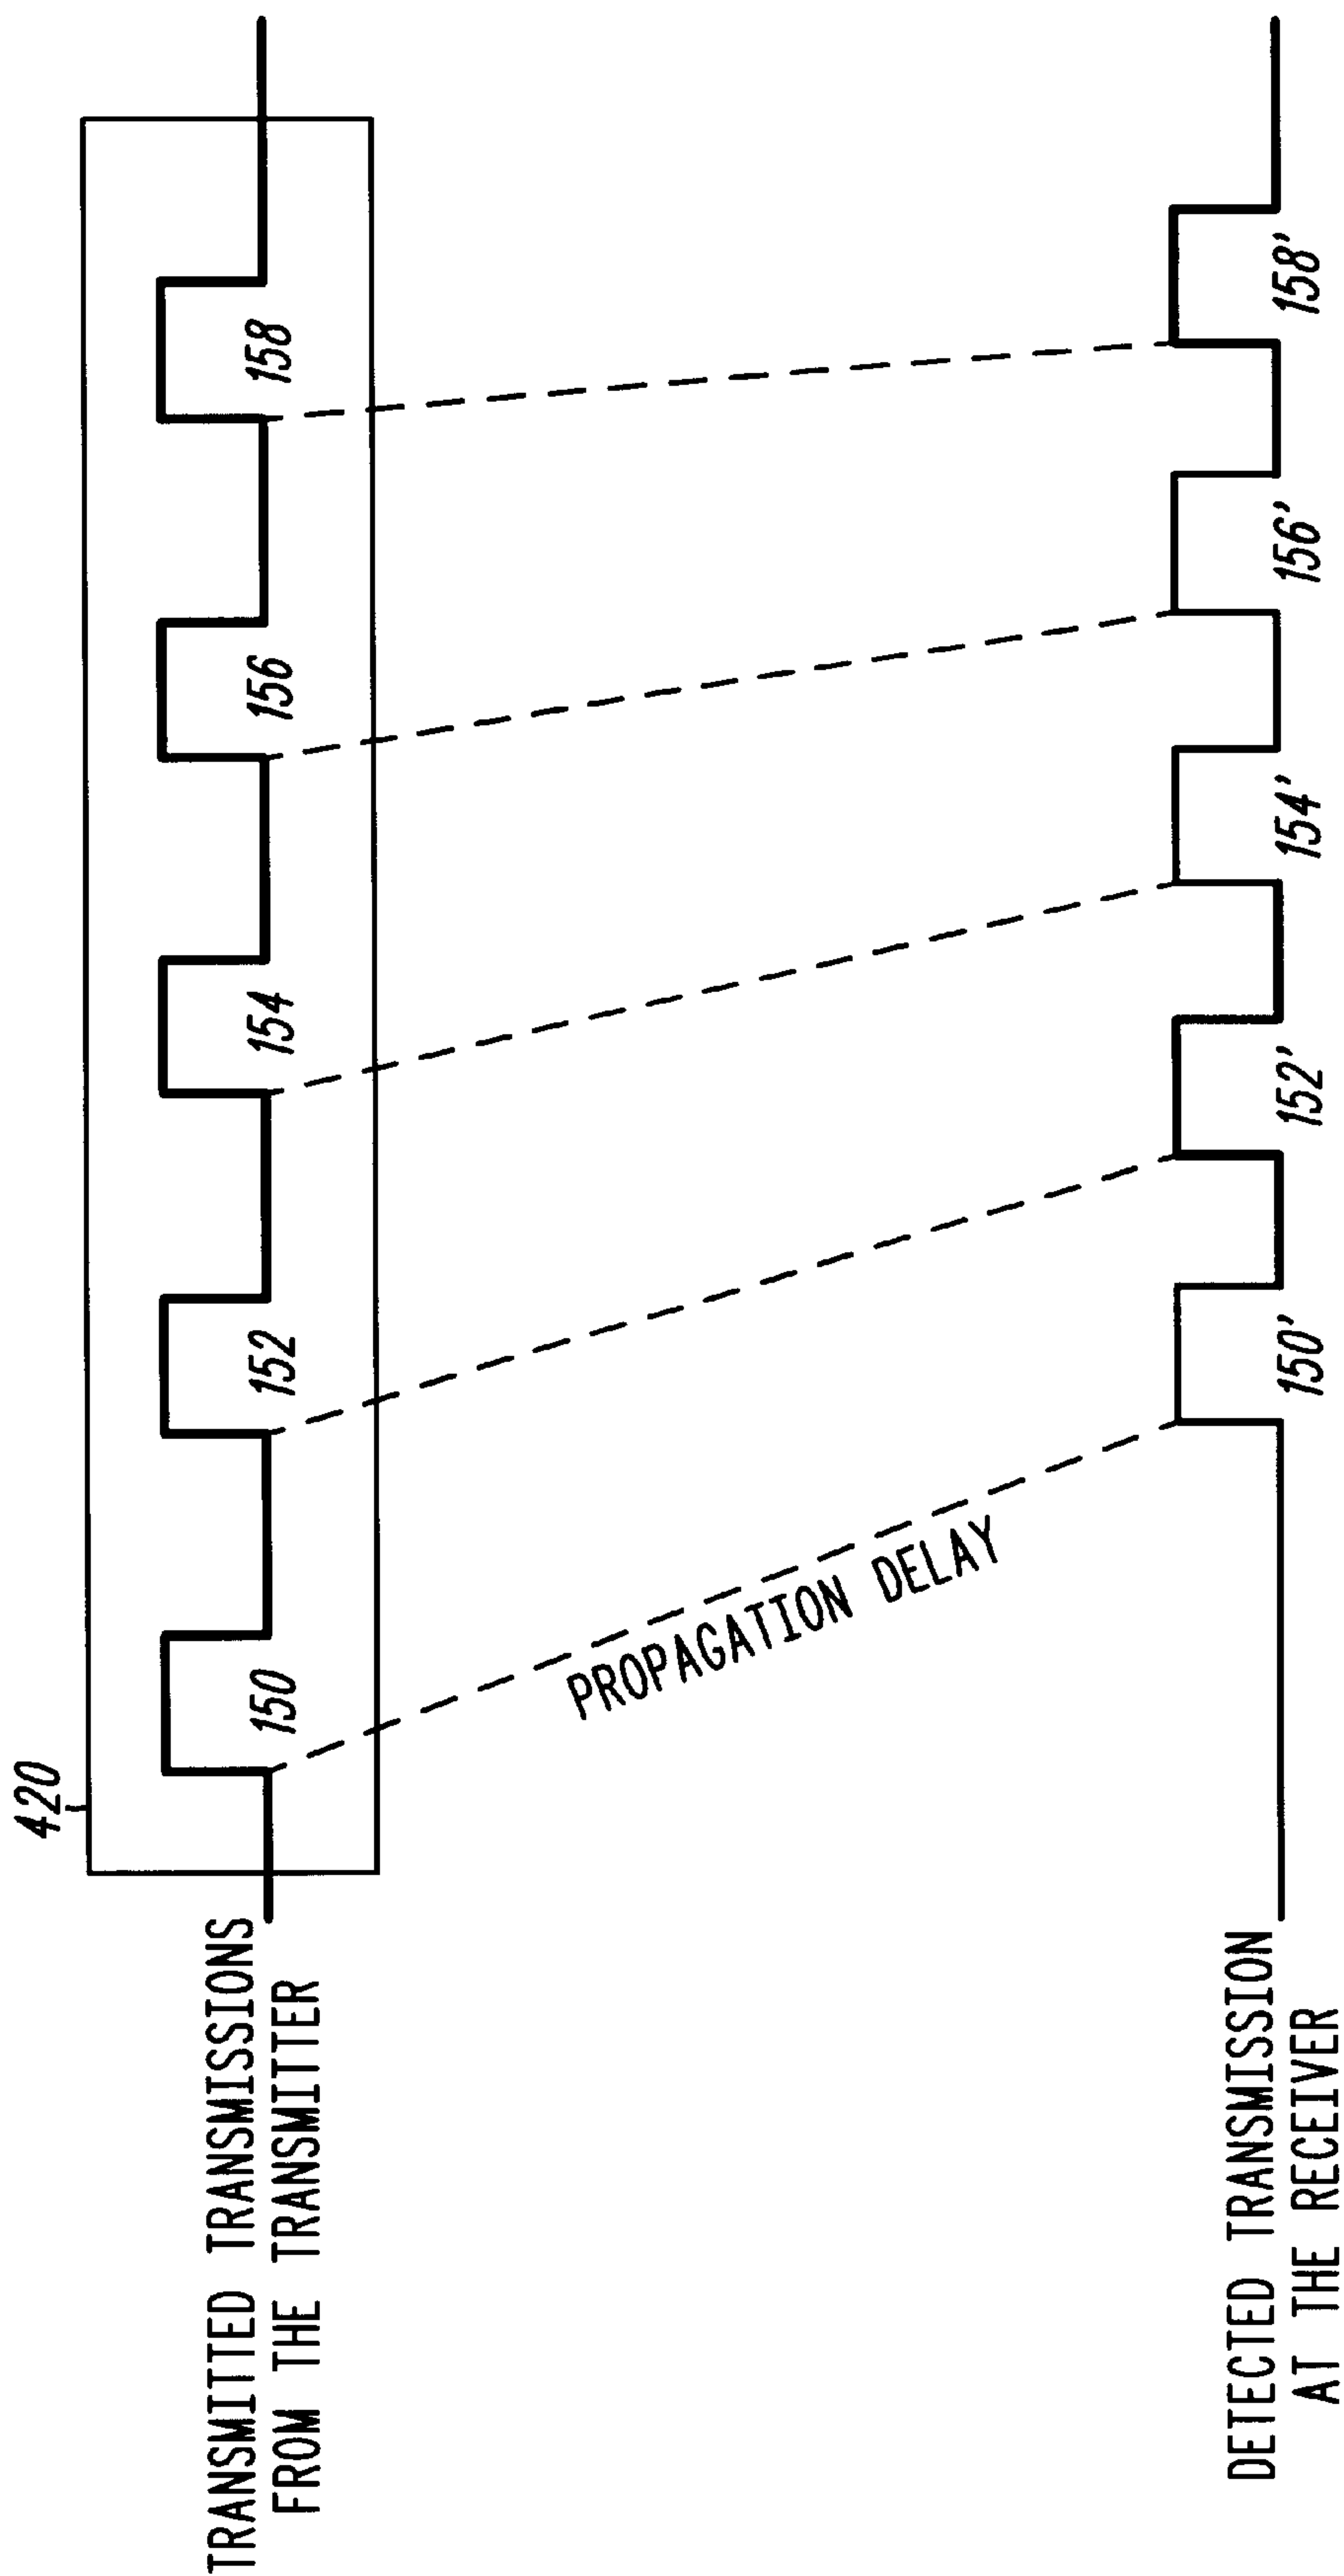 420
TRANSMITTED TRANSMISSIONS
FROM THE TRANSMITTER
150
152
154
156
158
PROPAGATION DELAY
DETECTED TRANSMISSION
AT THE RECEIVER
150'
152'
154'
156'
158'